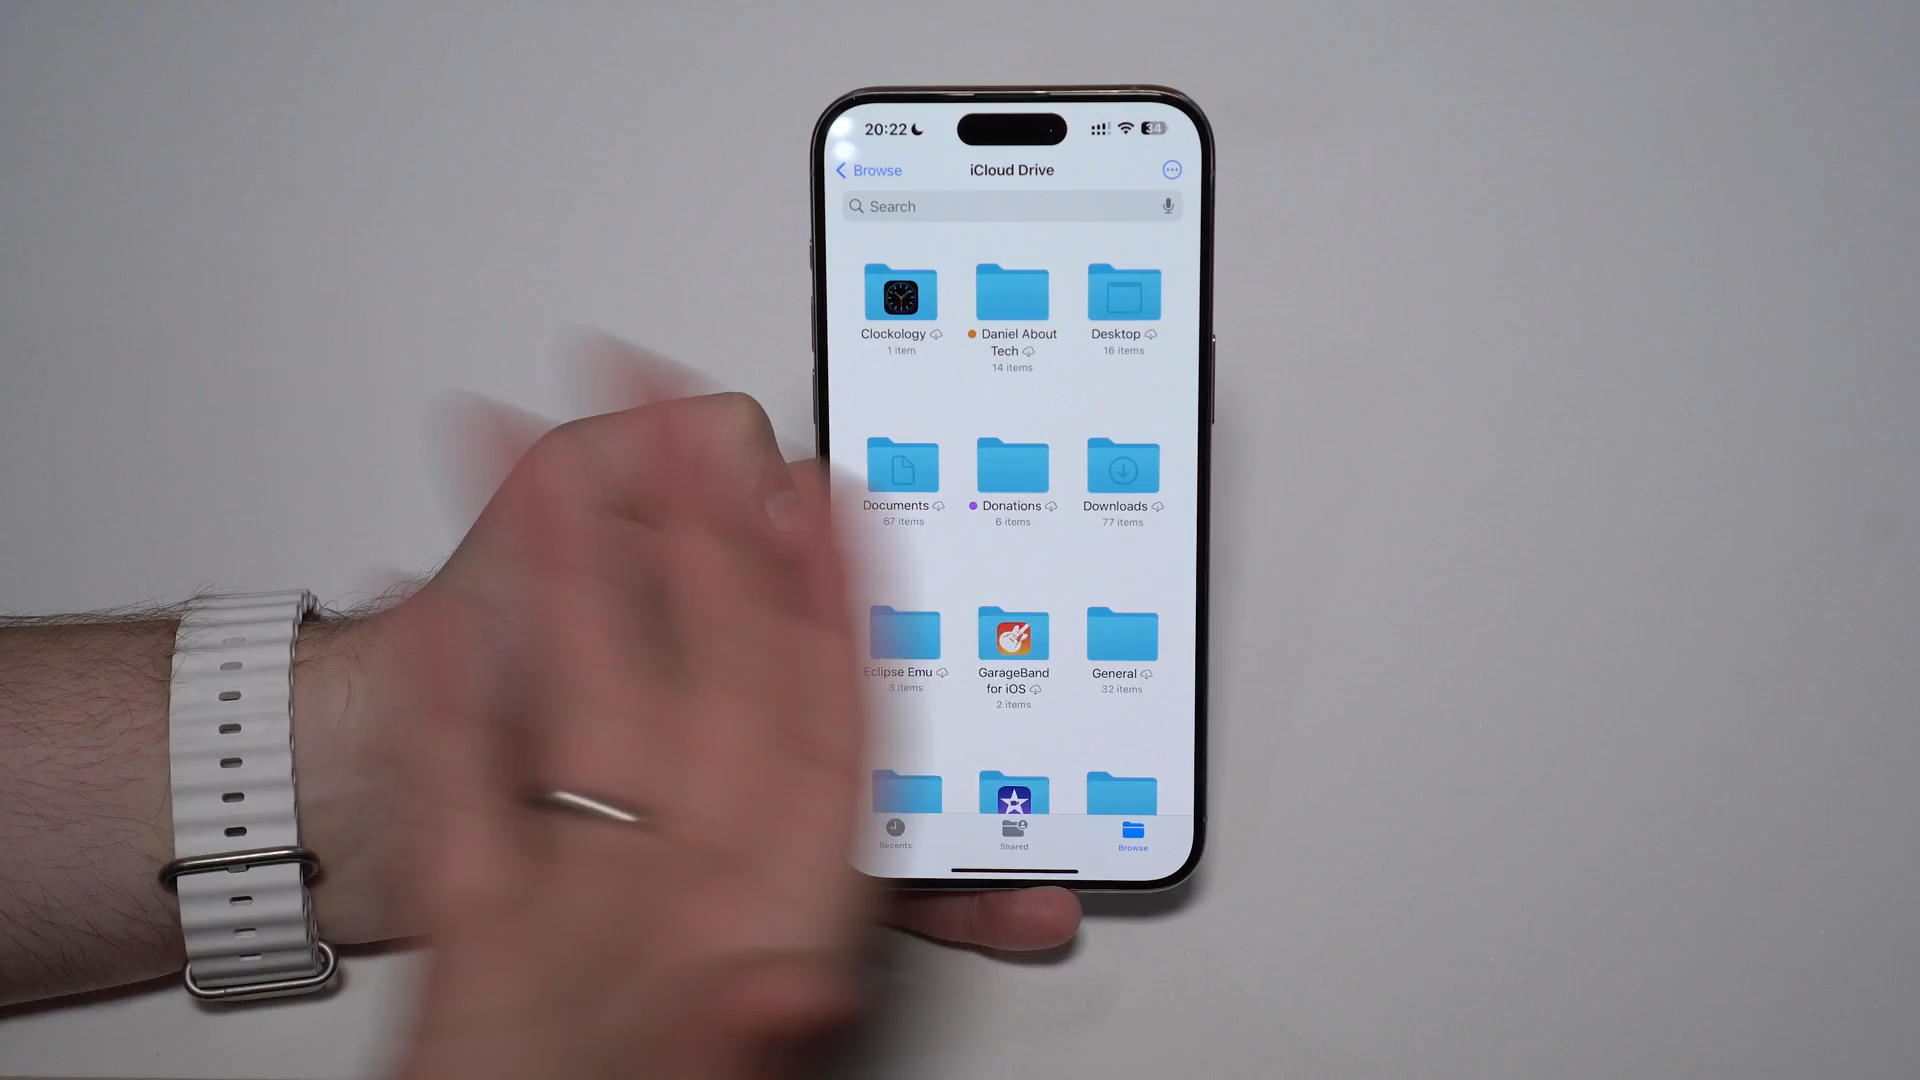 20:22
34
Browse
iCloud Drive
Search
Clockology
1 item
Daniel About
Tech
14 items
Desktop
16 items
Documents
67 items
Donations
6 items
Downloads
77 items
Eclipse Emu
3 items
GarageBand
for iOS
2 items
General
32 items
Recents
Shared
Browse